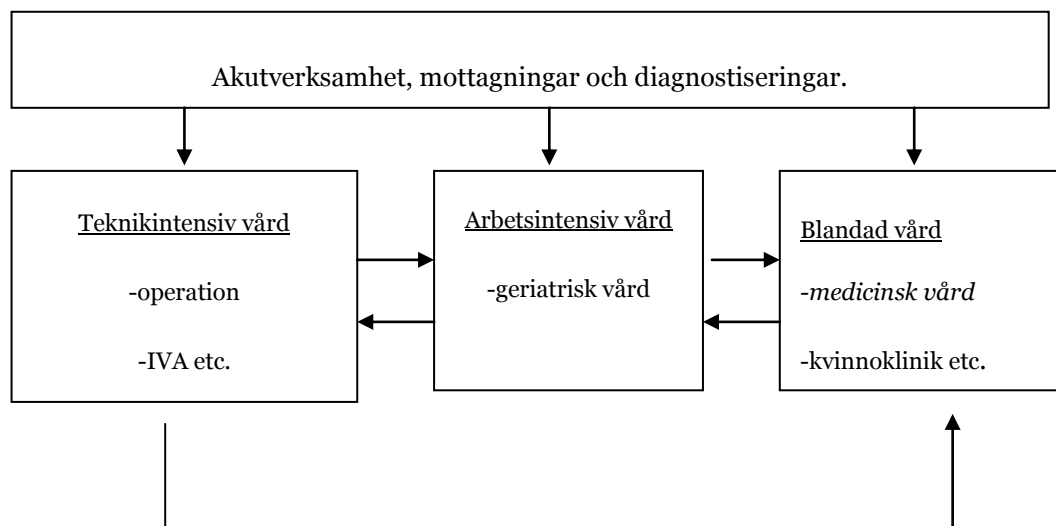 Akutverksamhet, mottagningar och diagnostiseringar.
Teknikintensiv vård
-operation
-IVA etc.
Arbetsintensiv vård
-geriatrisk vård
Blandad vård
-medicinsk vård
-kvinnoklinik etc.